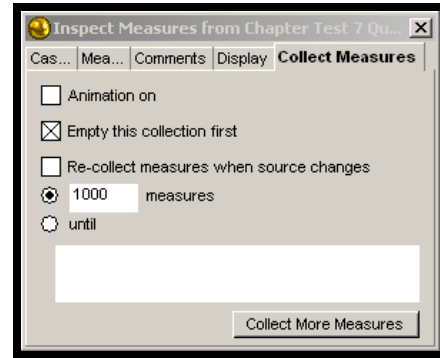 Inspect Measures from Chapter Test 7 Qu...
Cas... Mea... Comments Display Collect Measures
Animation on
Empty this collection first
Re-collect measures when source changes
1000 measures
until
Collect More Measures